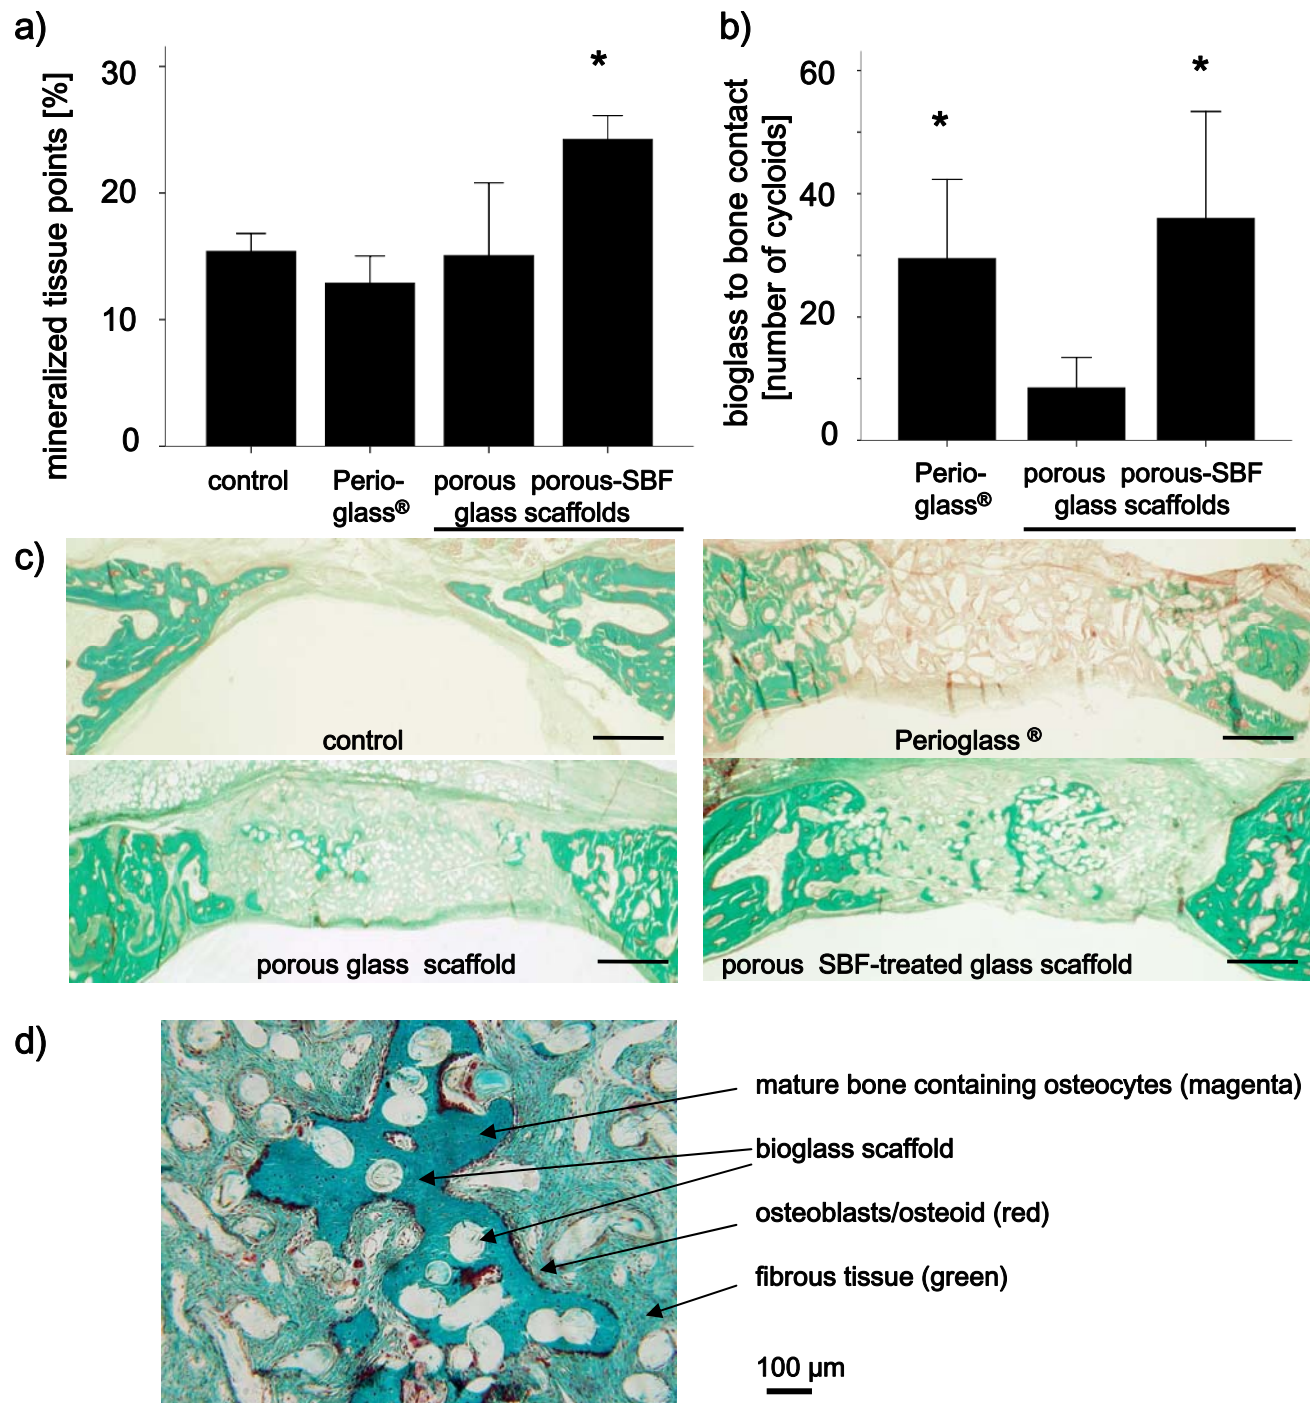 a)
*
30
20
10
0
mineralized tissue points [%]
control
Perio-
glass®
porous porous-SBF
glass scaffolds
b)
*
*
60
40
20
0
bioglass to bone contact
[number of cycloids]
Perio-
glass®
porous porous-SBF
glass scaffolds
c)
control
Perioglass ®
porous glass scaffold
porous SBF-treated glass scaffold
d)
mature bone containing osteocytes (magenta)
bioglass scaffold
osteoblasts/osteoid (red)
fibrous tissue (green)
100 µm